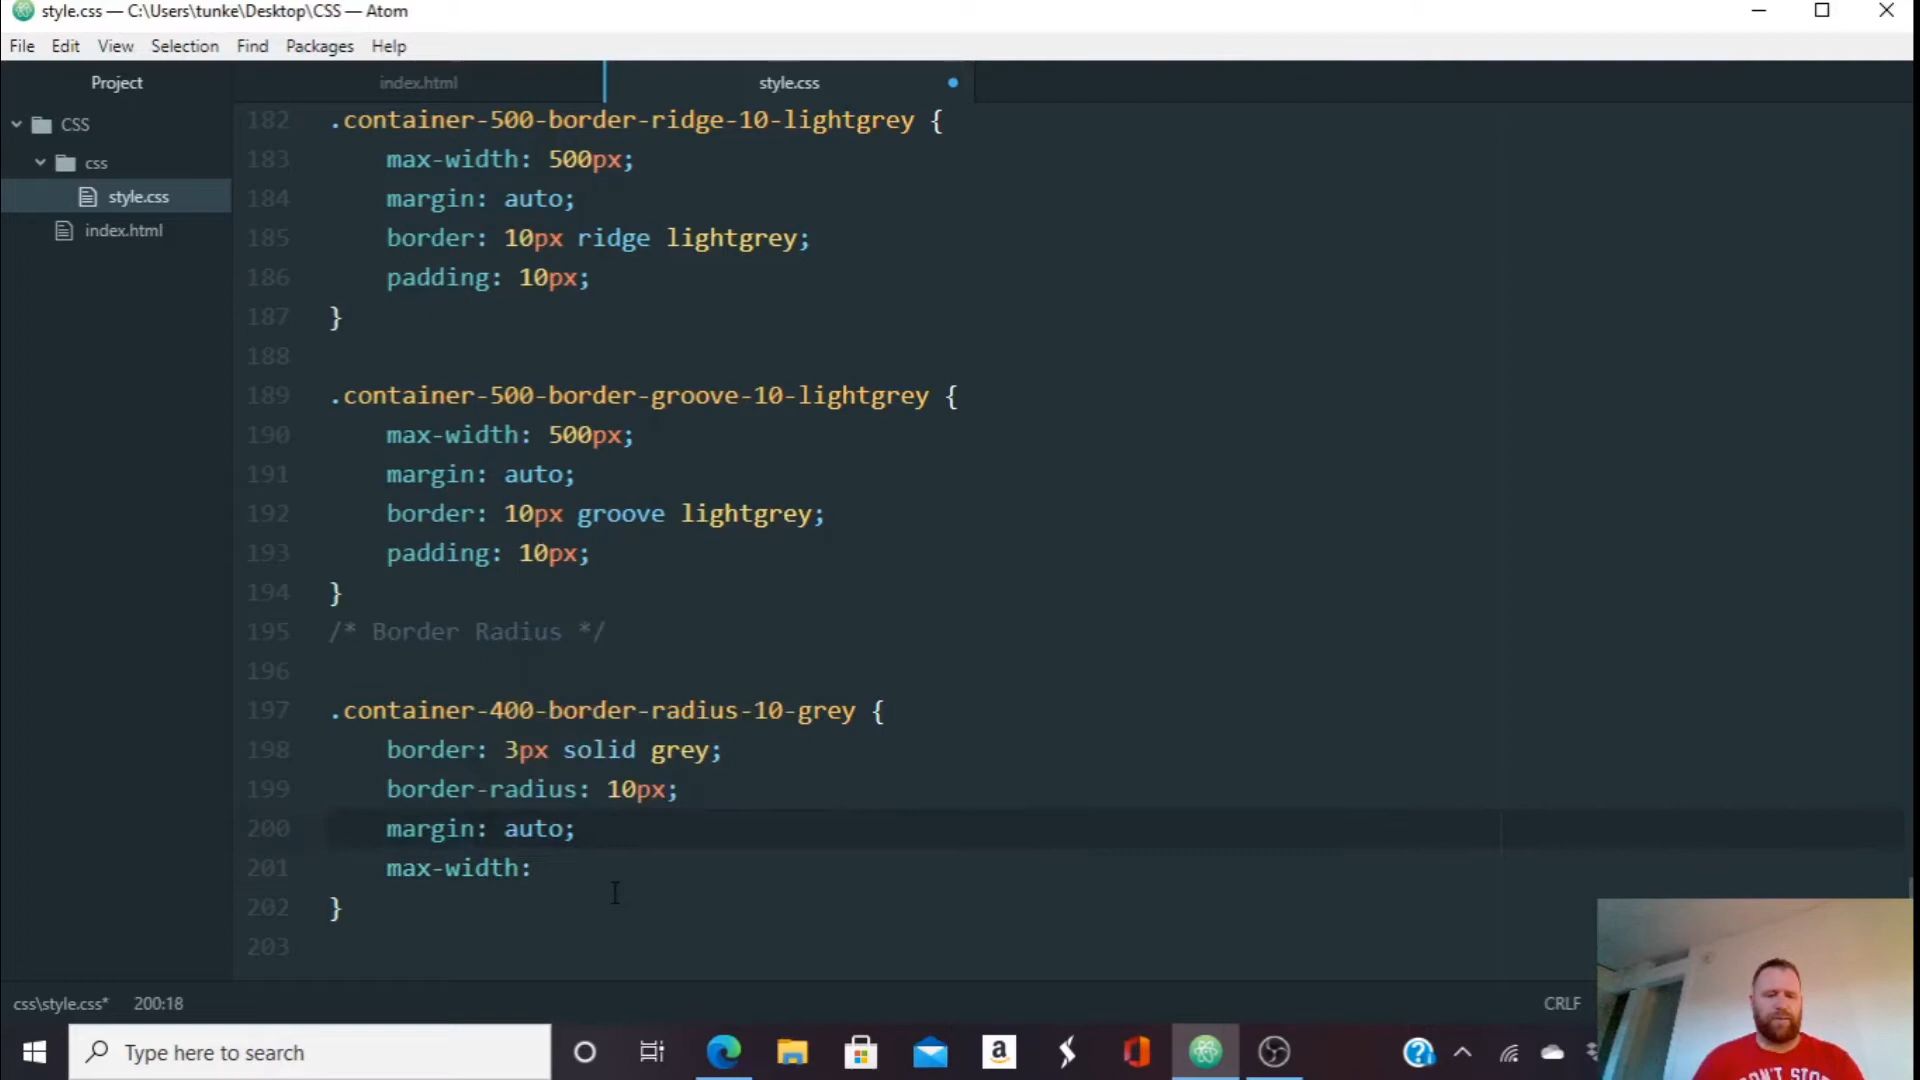 style.css — C:\Users\tunke\Desktop\CSS — Atom
File Edit View Selection Find Packages Help
Project
index.html
style.css
CSS
css
style.css
index.html
182 .container-500-border-ridge-10-lightgrey {
183 max-width: 500px;
184 margin: auto;
185 border: 10px ridge lightgrey;
186 padding: 10px;
187 }
188
189 .container-500-border-groove-10-lightgrey {
190 max-width: 500px;
191 margin: auto;
192 border: 10px groove lightgrey;
193 padding: 10px;
194 }
195 /* Border Radius */
196
197 .container-400-border-radius-10-grey {
198 border: 3px solid grey;
199 border-radius: 10px;
200 margin: auto;
201 max-width:
202 }
203
css\style.css* 200:18
CRLF
Type here to search
DON'T STOP